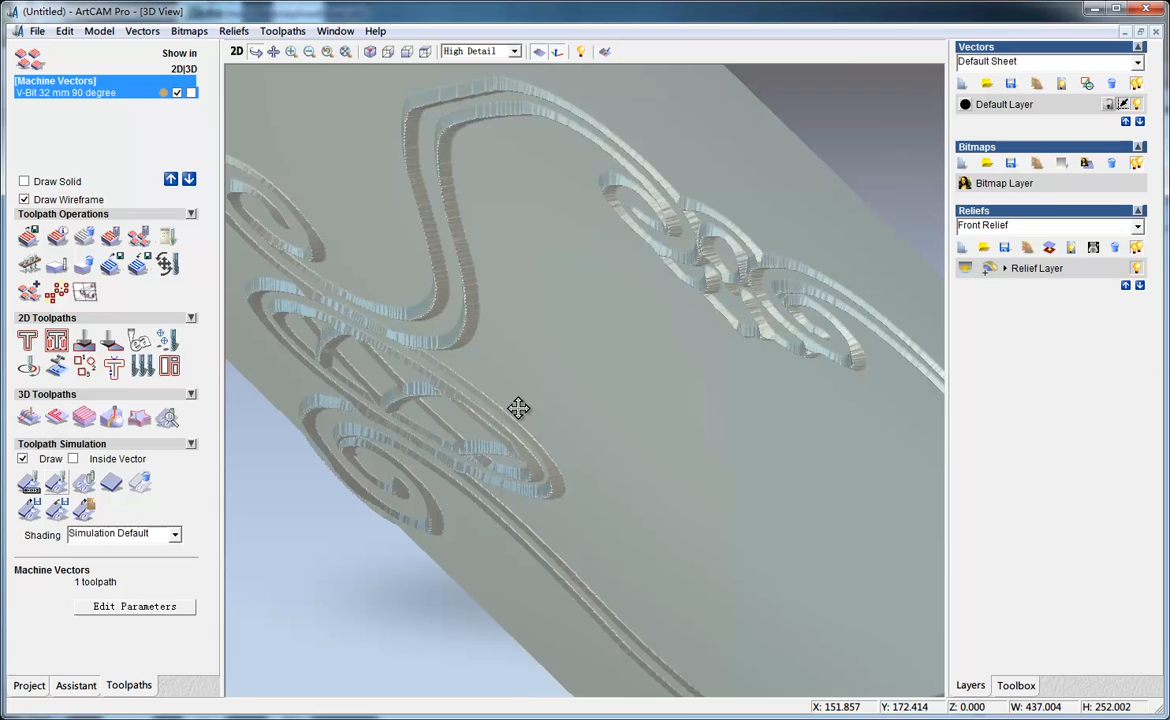 (Untitled) - ArtCAM Pro - [3D View]
File Edit Model Vectors Bitmaps Reliefs Toolpaths Window Help
Show in
2D|3D
[Machine Vectors]
V-Bit 32 mm 90 degree
Draw Solid
Draw Wireframe
Toolpath Operations
2D Toolpaths
3D Toolpaths
Toolpath Simulation
Draw Inside Vector
Shading Simulation Default
Machine Vectors
1 toolpath
Edit Parameters
Project Assistant Toolpaths
2D High Detail
Vectors
Default Sheet
Default Layer
Bitmaps
Bitmap Layer
Reliefs
Front Relief
Relief Layer
Layers Toolbox
X: 151.857 Y: 172.414 Z: 0.000 W: 437.004 H: 252.002